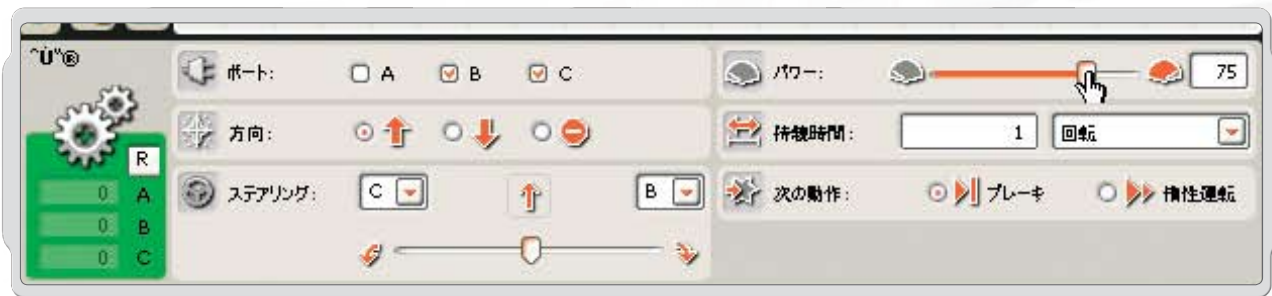 ^Ù"®
ポート: A B C
パワー: 75
方向:
持続時間: 1 回転
R
ステアリング: C B
次の動作: ブレーキ 惰性運転
0 A
0 B
0 C